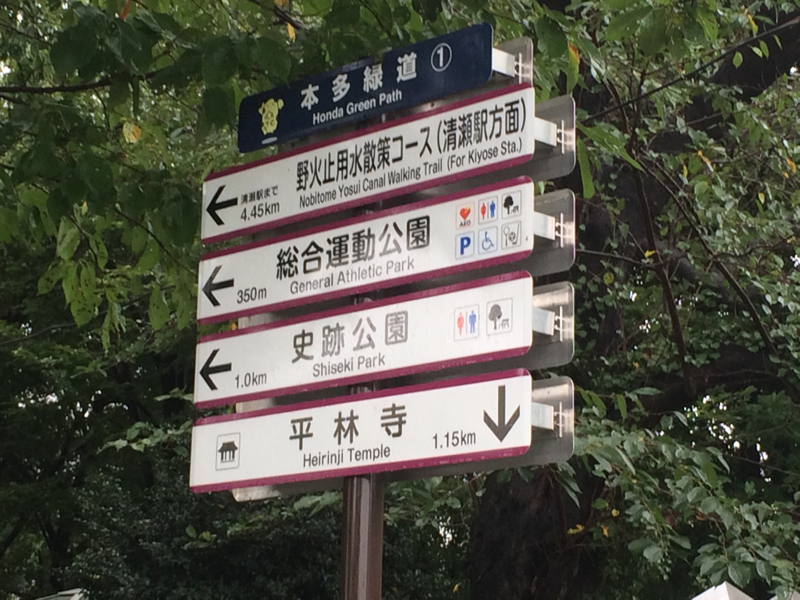 本多緑道 ①
Honda Green Path
野火止用水散策コース(清瀬駅方面)
清瀬駅まで
4.45km
Nobitome Yosui Canal Walking Trail (For Kiyose Sta.)
総合運動公園
350m
General Athletic Park
AED
P
史跡公園
1.0km
Shiseki Park
平林寺
Heirinji Temple
1.15km